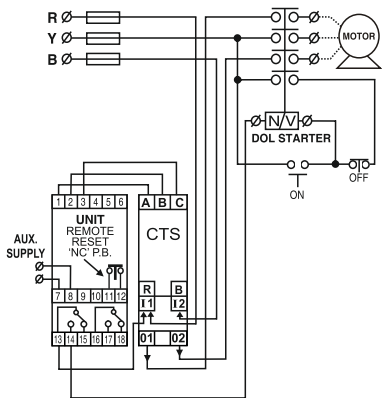 R
Y
B
MOTOR
N/V
DOL STARTER
ON
OFF
1 2 3 4 5 6
A B C
UNIT
REMOTE
RESET
'NC' P.B.
CTS
AUX.
SUPPLY
7 8 9 10 11 12
R B
I1 I2
13 14 15 16 17 18
01 02